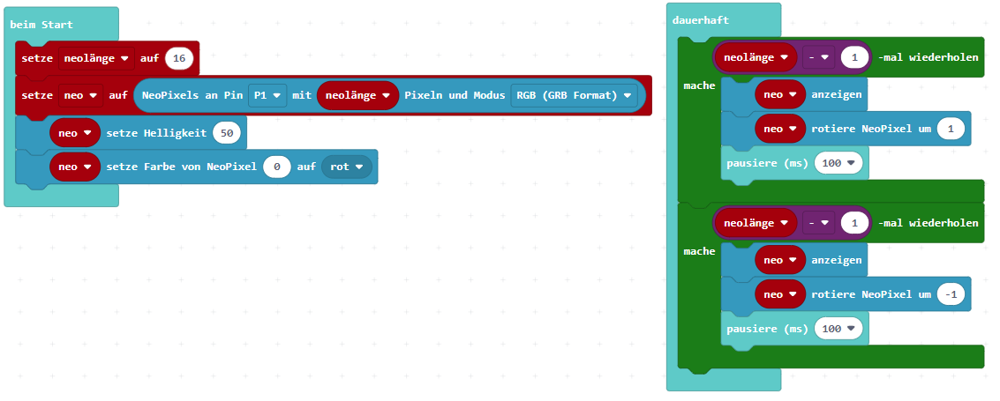 beim Start
setze neolänge auf 16
setze neo auf NeoPixels an Pin P1 mit neolänge Pixeln und Modus RGB (GRB Format)
neo setze Helligkeit 50
neo setze Farbe von NeoPixel 0 auf rot
dauerhaft
neolänge - 1 -mal wiederholen
mache
neo anzeigen
neo rotiere NeoPixel um 1
pausiere (ms) 100
neolänge - 1 -mal wiederholen
mache
neo anzeigen
neo rotiere NeoPixel um -1
pausiere (ms) 100